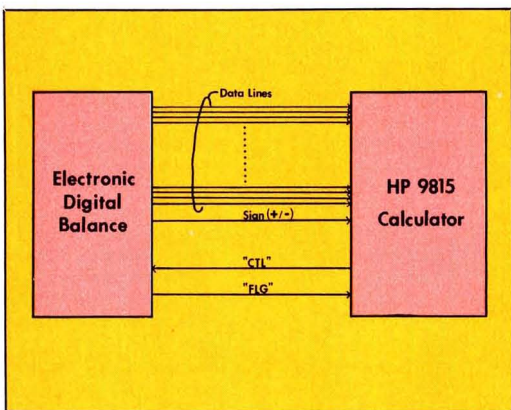 Data Lines
Electronic
Digital
Balance
HP 9815
Calculator
Sign (+/-)
"CTL"
"FLG"